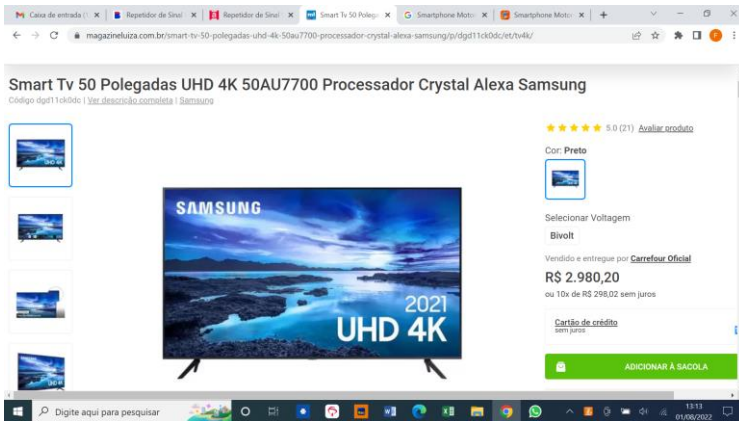 Caixa de entrada (
Repetidor de Sinal
Repetidor de Sinal
Smart Tv 50 Polega
Smartphone Motor
Smartphone Motor
magazineluiza.com.br/smart-tv-50-polegadas-uhd-4k-50au7700-processador-crystal-alexa-samsung/p/dgd11ck0dc/et/tv4k/
Smart Tv 50 Polegadas UHD 4K 50AU7700 Processador Crystal Alexa Samsung
Código dgd11ck0dc | Ver descrição completa | Samsung
5.0 (21) Avaliar produto
Cor: Preto
SAMSUNG
2021
UHD 4K
UHD 4K
UHD 4K
Selecionar Voltagem
Bivolt
Vendido e entregue por Carrefour Oficial
R$ 2.980,20
ou 10x de R$ 298,02 sem juros
Cartão de crédito
sem juros
ADICIONAR À SACOLA
Digite aqui para pesquisar
13:13
01/08/2022